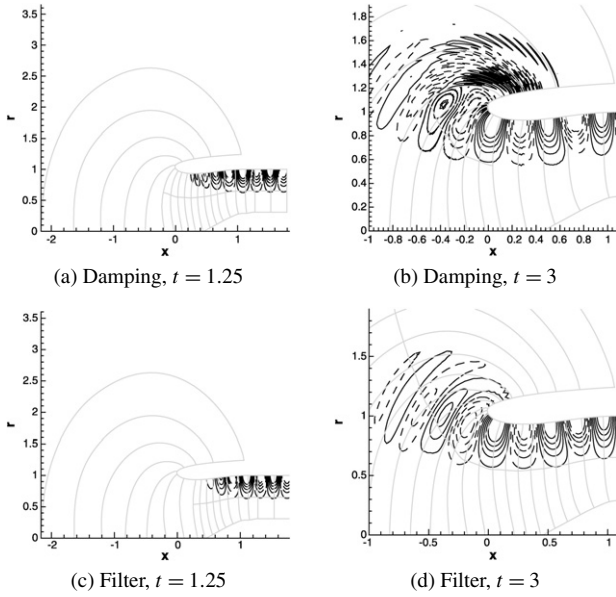 3.5
3
2.5
2
r
1.5
1
0.5
0
-2 -1 0 1
x
(a) Damping, t = 1.25
1.8
1.6
1.4
1.2
r
1
0.8
0.6
0.4
0.2
0
-1 -0.8 -0.6 -0.4 -0.2 0 0.2 0.4 0.6 0.8 1
x
(b) Damping, t = 3
3.5
3
2.5
2
r
1.5
1
0.5
0
-2 -1 0 1
x
(c) Filter, t = 1.25
1.5
r
1
0.5
0
-1 -0.5 0 0.5 1
x
(d) Filter, t = 3